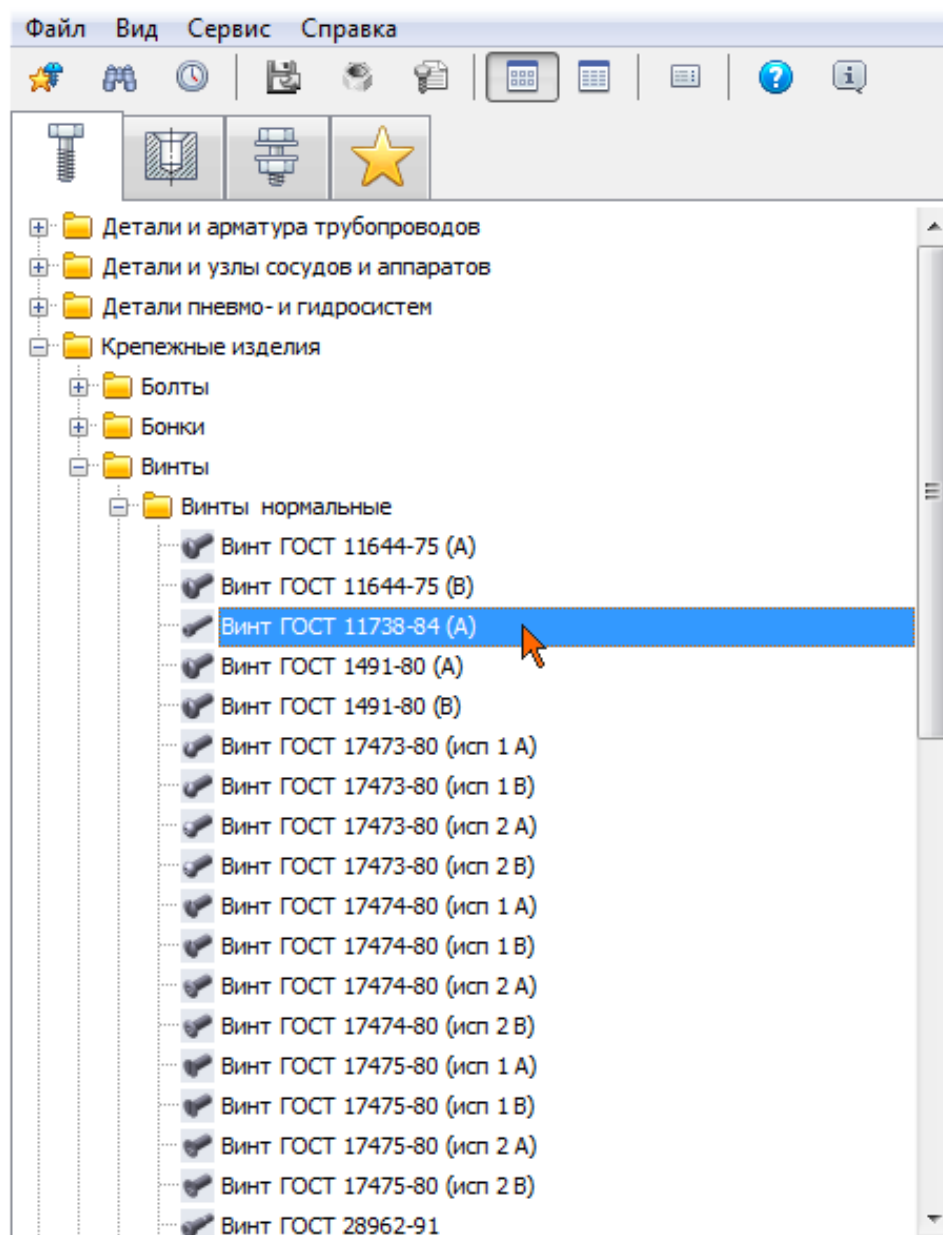 Файл Вид Сервис Справка
Детали и арматура трубопроводов
Детали и узлы сосудов и аппаратов
Детали пневмо- и гидросистем
Крепежные изделия
Болты
Бонки
Винты
Винты нормальные
Винт ГОСТ 11644-75 (A)
Винт ГОСТ 11644-75 (B)
Винт ГОСТ 11738-84 (A)
Винт ГОСТ 1491-80 (A)
Винт ГОСТ 1491-80 (B)
Винт ГОСТ 17473-80 (исп 1 A)
Винт ГОСТ 17473-80 (исп 1 B)
Винт ГОСТ 17473-80 (исп 2 A)
Винт ГОСТ 17473-80 (исп 2 B)
Винт ГОСТ 17474-80 (исп 1 A)
Винт ГОСТ 17474-80 (исп 1 B)
Винт ГОСТ 17474-80 (исп 2 A)
Винт ГОСТ 17474-80 (исп 2 B)
Винт ГОСТ 17475-80 (исп 1 A)
Винт ГОСТ 17475-80 (исп 1 B)
Винт ГОСТ 17475-80 (исп 2 A)
Винт ГОСТ 17475-80 (исп 2 B)
Винт ГОСТ 28962-91